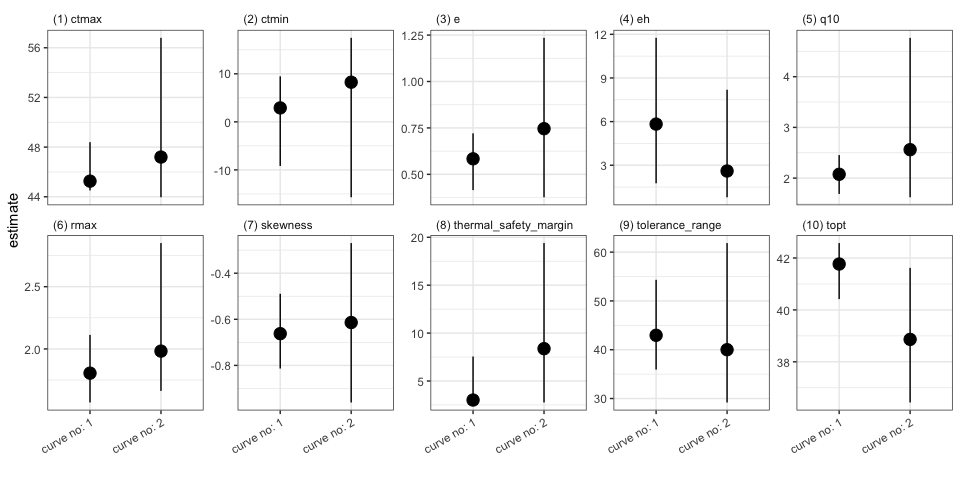 (1) ctmax
(2) ctmin
(3) e
(4) eh
(5) q10
56
52
48
44
10
0
-10
1.25
1.00
0.75
0.50
12
9
6
3
4
3
2
estimate
(6) rmax
(7) skewness
(8) thermal_safety_margin
(9) tolerance_range
(10) topt
2.5
2.0
-0.4
-0.6
-0.8
20
15
10
5
60
50
40
30
42
40
38
curve no: 1
curve no: 2
curve no: 1
curve no: 2
curve no: 1
curve no: 2
curve no: 1
curve no: 2
curve no: 1
curve no: 2